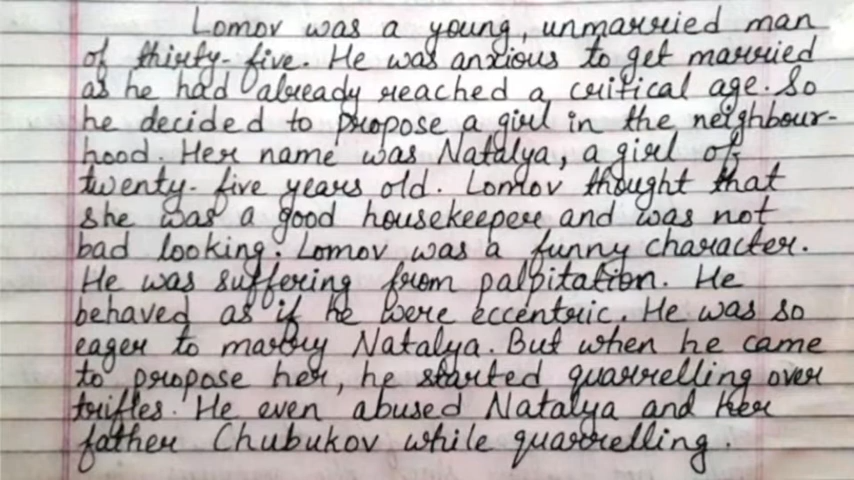 Lomov was a young, unmarried man
of thirty-five. He was anxious to get married
as he had already reached a critical age. So
he decided to propose a girl in the neighbour-
hood. Her name was Natalya, a girl of
twenty-five years old. Lomov thought that
she was a good housekeeper and was not
bad looking. Lomov was a funny character.
He was suffering from palpitation. He
behaved as if he were eccentric. He was so
eager to marry Natalya. But when he came
to propose her, he started quarrelling over
trifles. He even abused Natalya and her
father Chubukov while quarrelling.